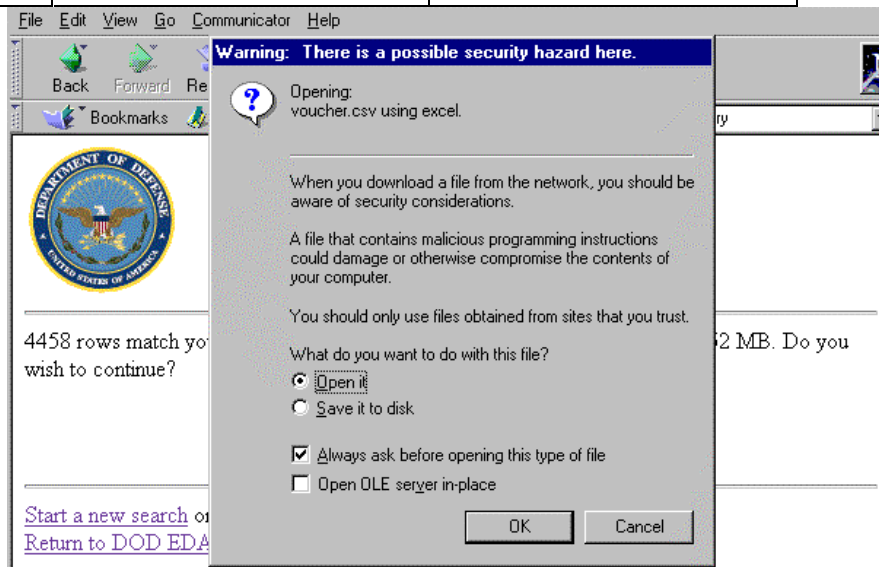 File Edit View Go Communicator Help
Warning: There is a possible security hazard here.
Back Forward Re
Bookmarks
ry
Opening:
voucher.csv using excel.
DEPARTMENT OF DEFENSE
UNITED STATES OF AMERICA
When you download a file from the network, you should be
aware of security considerations.
A file that contains malicious programming instructions
could damage or otherwise compromise the contents of
your computer.
You should only use files obtained from sites that you trust.
4458 rows match yo
2 MB. Do you
wish to continue?
What do you want to do with this file?
Open it
Save it to disk
Always ask before opening this type of file
Open OLE server in-place
Start a new search o
Return to DOD EDA
OK Cancel